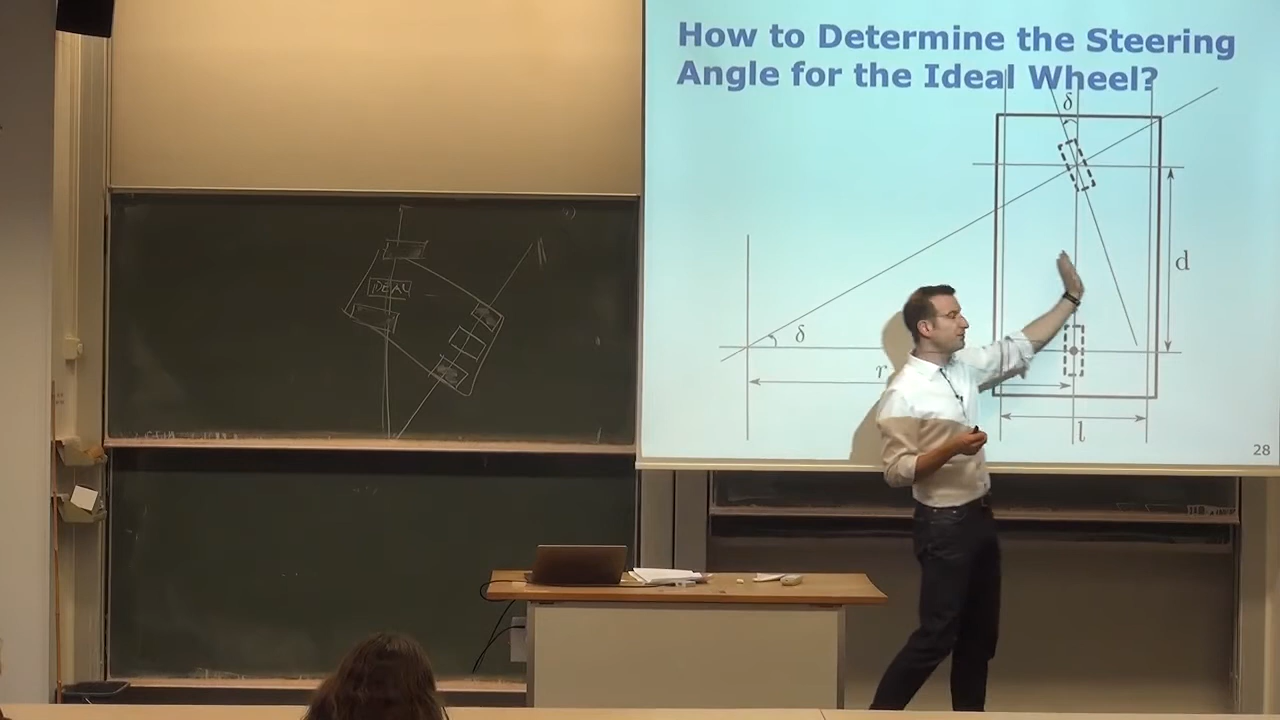 How to Determine the Steering
Angle for the Ideal Wheel?
δ
IDEAL
d
δ
r
l
28